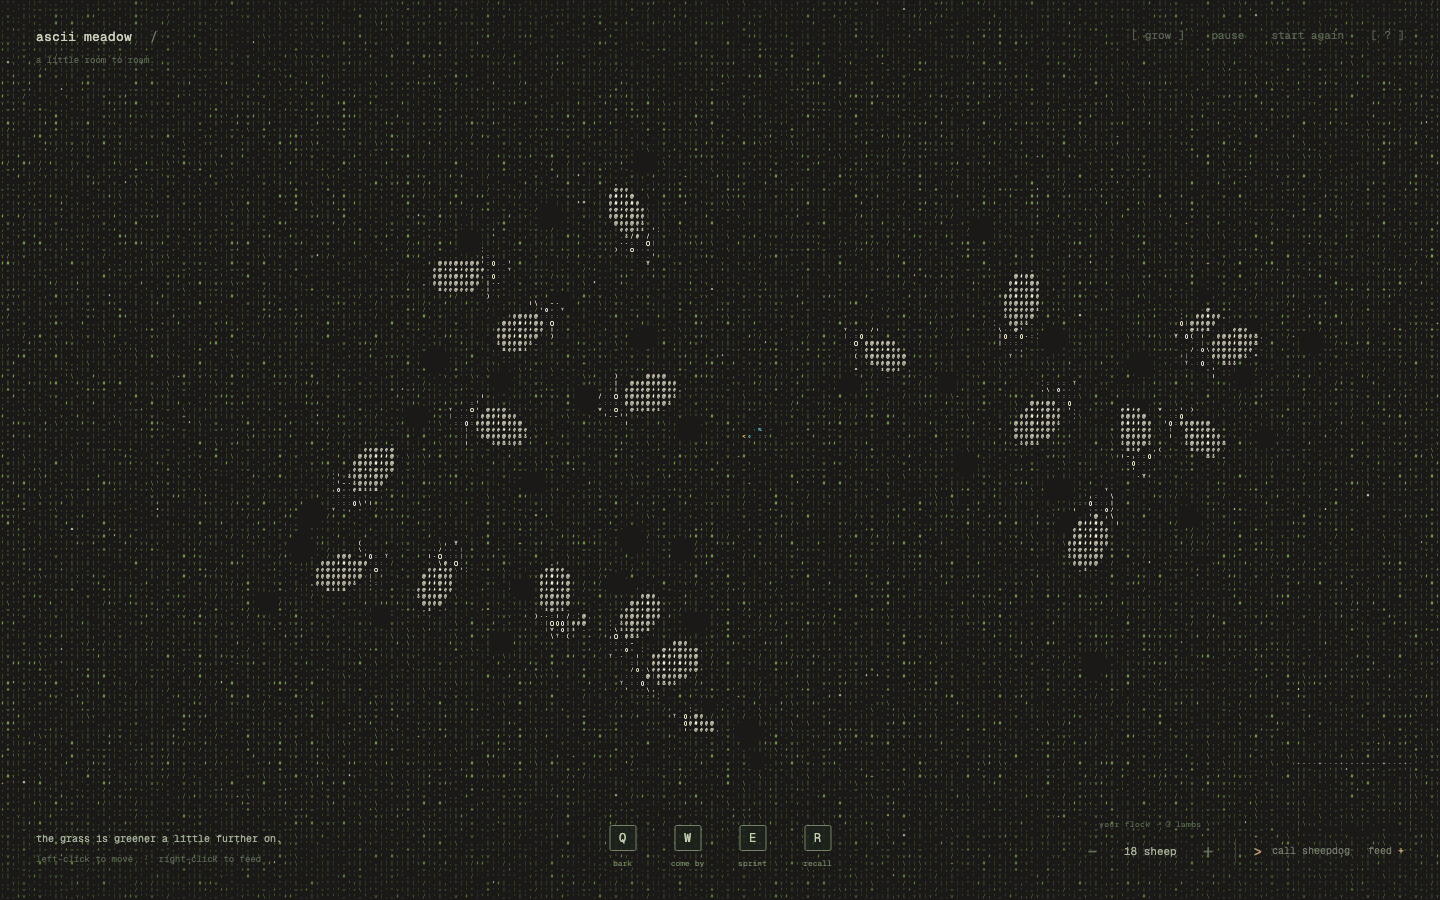 ascii meadow /
[ grow ] pause start again [ ? ]
a little room to roam
the grass is greener a little further on.
left-click to move · right-click to feed
Q W E R
bark come by sprint recall
your flock · 3 lambs
− 18 sheep + > call sheepdog feed +